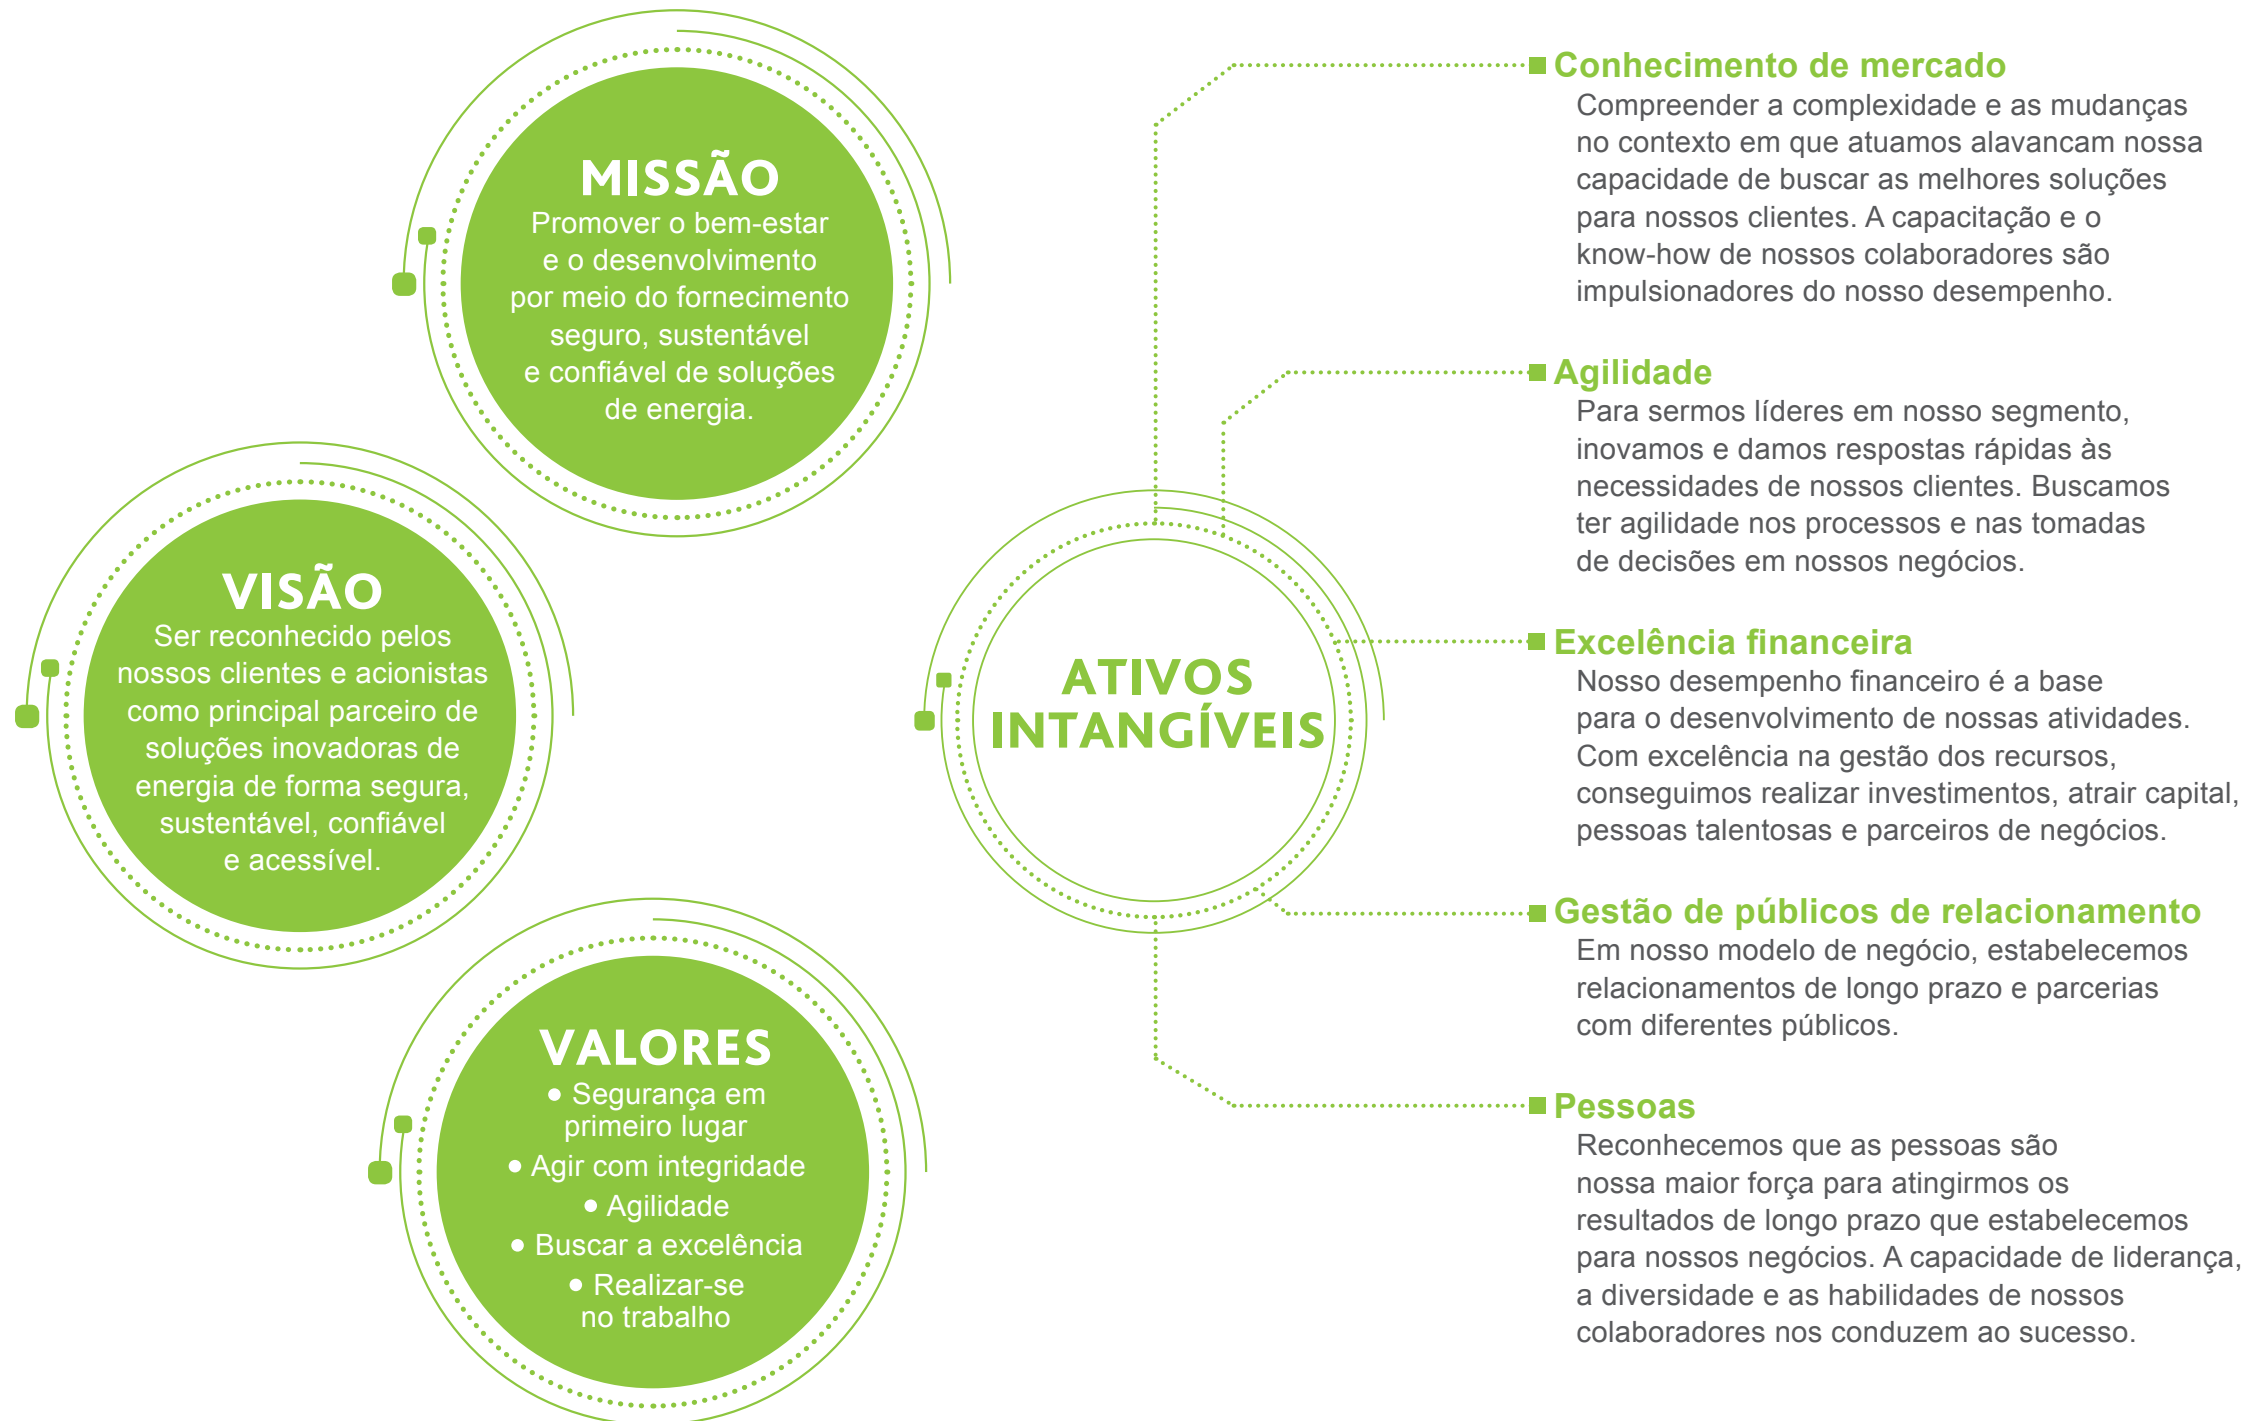 MISSÃO
Promover o bem-estar
e o desenvolvimento
por meio do fornecimento
seguro, sustentável
e confiável de soluções
de energia.
VISÃO
Ser reconhecido pelos
nossos clientes e acionistas
como principal parceiro de
soluções inovadoras de
energia de forma segura,
sustentável, confiável
e acessível.
VALORES
• Segurança em
primeiro lugar
• Agir com integridade
• Agilidade
• Buscar a excelência
• Realizar-se
no trabalho
ATIVOS
INTANGÍVEIS
Conhecimento de mercado
Compreender a complexidade e as mudanças
no contexto em que atuamos alavancam nossa
capacidade de buscar as melhores soluções
para nossos clientes. A capacitação e o
know-how de nossos colaboradores são
impulsionadores do nosso desempenho.
Agilidade
Para sermos líderes em nosso segmento,
inovamos e damos respostas rápidas às
necessidades de nossos clientes. Buscamos
ter agilidade nos processos e nas tomadas
de decisões em nossos negócios.
Excelência financeira
Nosso desempenho financeiro é a base
para o desenvolvimento de nossas atividades.
Com excelência na gestão dos recursos,
conseguimos realizar investimentos, atrair capital,
pessoas talentosas e parceiros de negócios.
Gestão de públicos de relacionamento
Em nosso modelo de negócio, estabelecemos
relacionamentos de longo prazo e parcerias
com diferentes públicos.
Pessoas
Reconhecemos que as pessoas são
nossa maior força para atingirmos os
resultados de longo prazo que estabelecemos
para nossos negócios. A capacidade de liderança,
a diversidade e as habilidades de nossos
colaboradores nos conduzem ao sucesso.